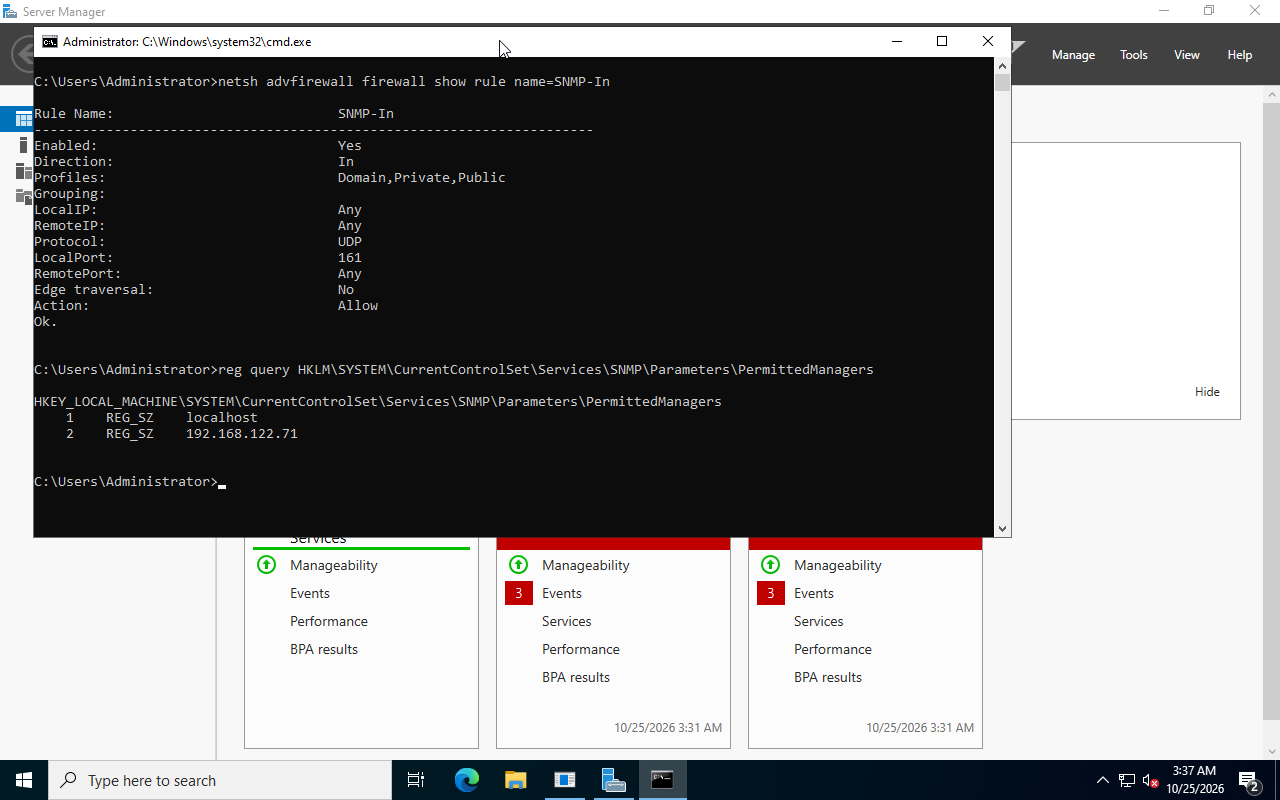 Server Manager
Administrator: C:\Windows\system32\cmd.exe
Manage Tools View Help
C:\Users\Administrator>netsh advfirewall firewall show rule name=SNMP-In
Rule Name: SNMP-In
----------------------------------------------------------------------
Enabled: Yes
Direction: In
Profiles: Domain,Private,Public
Grouping:
LocalIP: Any
RemoteIP: Any
Protocol: UDP
LocalPort: 161
RemotePort: Any
Edge traversal: No
Action: Allow
Ok.
C:\Users\Administrator>reg query HKLM\SYSTEM\CurrentControlSet\Services\SNMP\Parameters\PermittedManagers
HKEY_LOCAL_MACHINE\SYSTEM\CurrentControlSet\Services\SNMP\Parameters\PermittedManagers
1 REG_SZ localhost
2 REG_SZ 192.168.122.71
C:\Users\Administrator>
Hide
Services
Manageability
Events
Performance
BPA results
Manageability
3 Events
Services
Performance
BPA results
10/25/2026 3:31 AM
Manageability
3 Events
Services
Performance
BPA results
10/25/2026 3:31 AM
Type here to search
3:37 AM
10/25/2026
2